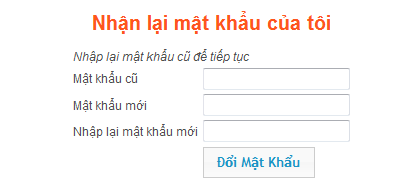 Nhận lại mật khẩu của tôi
Nhập lại mật khẩu cũ để tiếp tục
Mật khẩu cũ
Mật khẩu mới
Nhập lại mật khẩu mới
Đổi Mật Khẩu